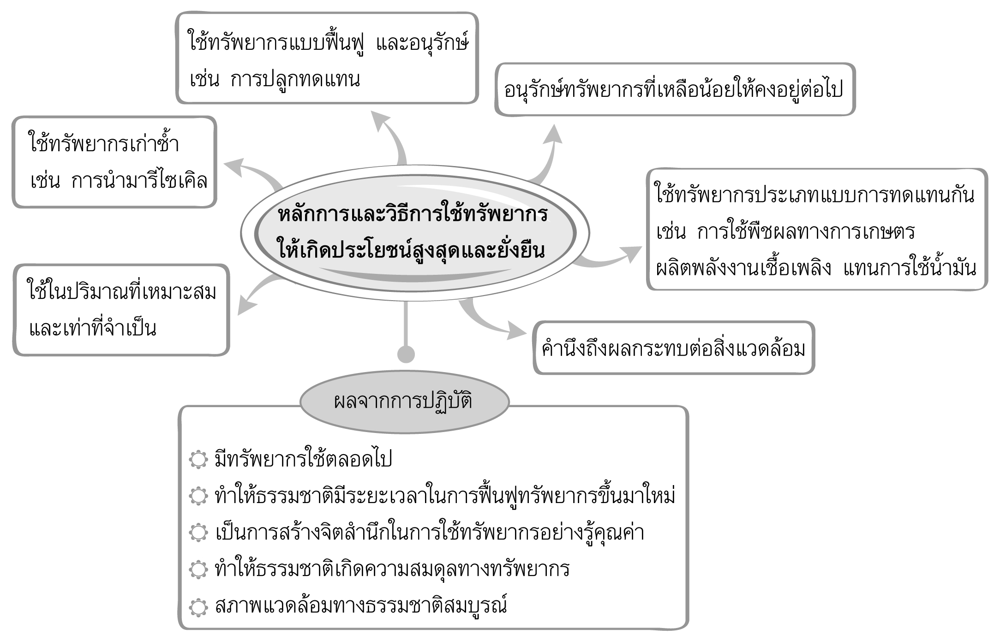 ใช้ทรัพยากรแบบฟื้นฟู และอนุรักษ์
เช่น การปลูกทดแทน
อนุรักษ์ทรัพยากรที่เหลือน้อยให้คงอยู่ต่อไป
ใช้ทรัพยากรเก่าซ้ำ
เช่น การนำมารีไซเคิล
ใช้ทรัพยากรประเภทแบบการทดแทนกัน
เช่น การใช้พืชผลทางการเกษตร
ผลิตพลังงานเชื้อเพลิง แทนการใช้น้ำมัน
หลักการและวิธีการใช้ทรัพยากร
ให้เกิดประโยชน์สูงสุดและยั่งยืน
ใช้ในปริมาณที่เหมาะสม
และเท่าที่จำเป็น
คำนึงถึงผลกระทบต่อสิ่งแวดล้อม
ผลจากการปฏิบัติ
มีทรัพยากรใช้ตลอดไป
ทำให้ธรรมชาติมีระยะเวลาในการฟื้นฟูทรัพยากรขึ้นมาใหม่
เป็นการสร้างจิตสำนึกในการใช้ทรัพยากรอย่างรู้คุณค่า
ทำให้ธรรมชาติเกิดความสมดุลทางทรัพยากร
สภาพแวดล้อมทางธรรมชาติสมบูรณ์